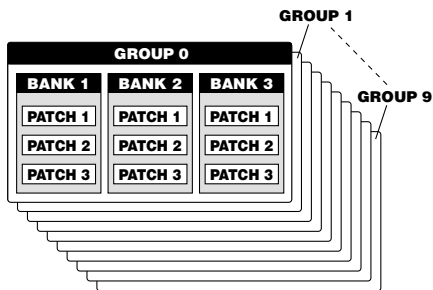 GROUP 1
GROUP 0
GROUP 9
BANK 1 BANK 2 BANK 3
PATCH 1 PATCH 1 PATCH 1
PATCH 2 PATCH 2 PATCH 2
PATCH 3 PATCH 3 PATCH 3